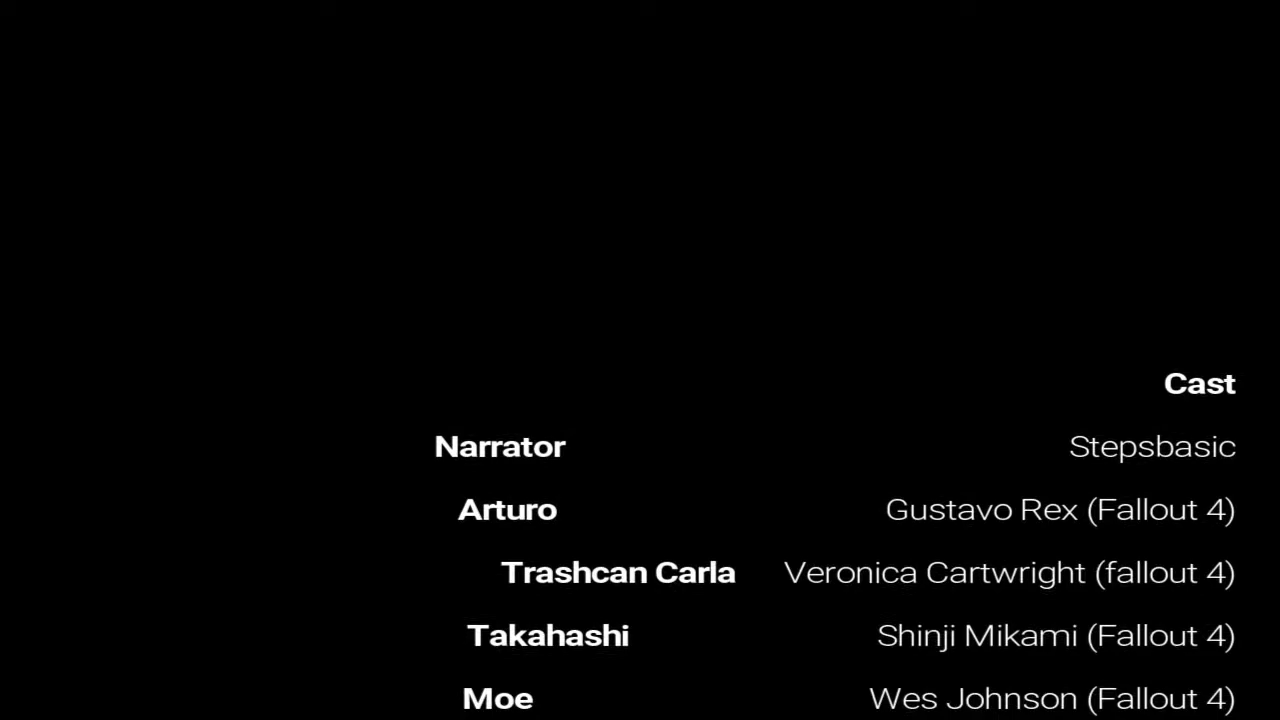 Cast
Narrator Stepsbasic
Arturo Gustavo Rex (Fallout 4)
Trashcan Carla Veronica Cartwright (fallout 4)
Takahashi Shinji Mikami (Fallout 4)
Moe Wes Johnson (Fallout 4)